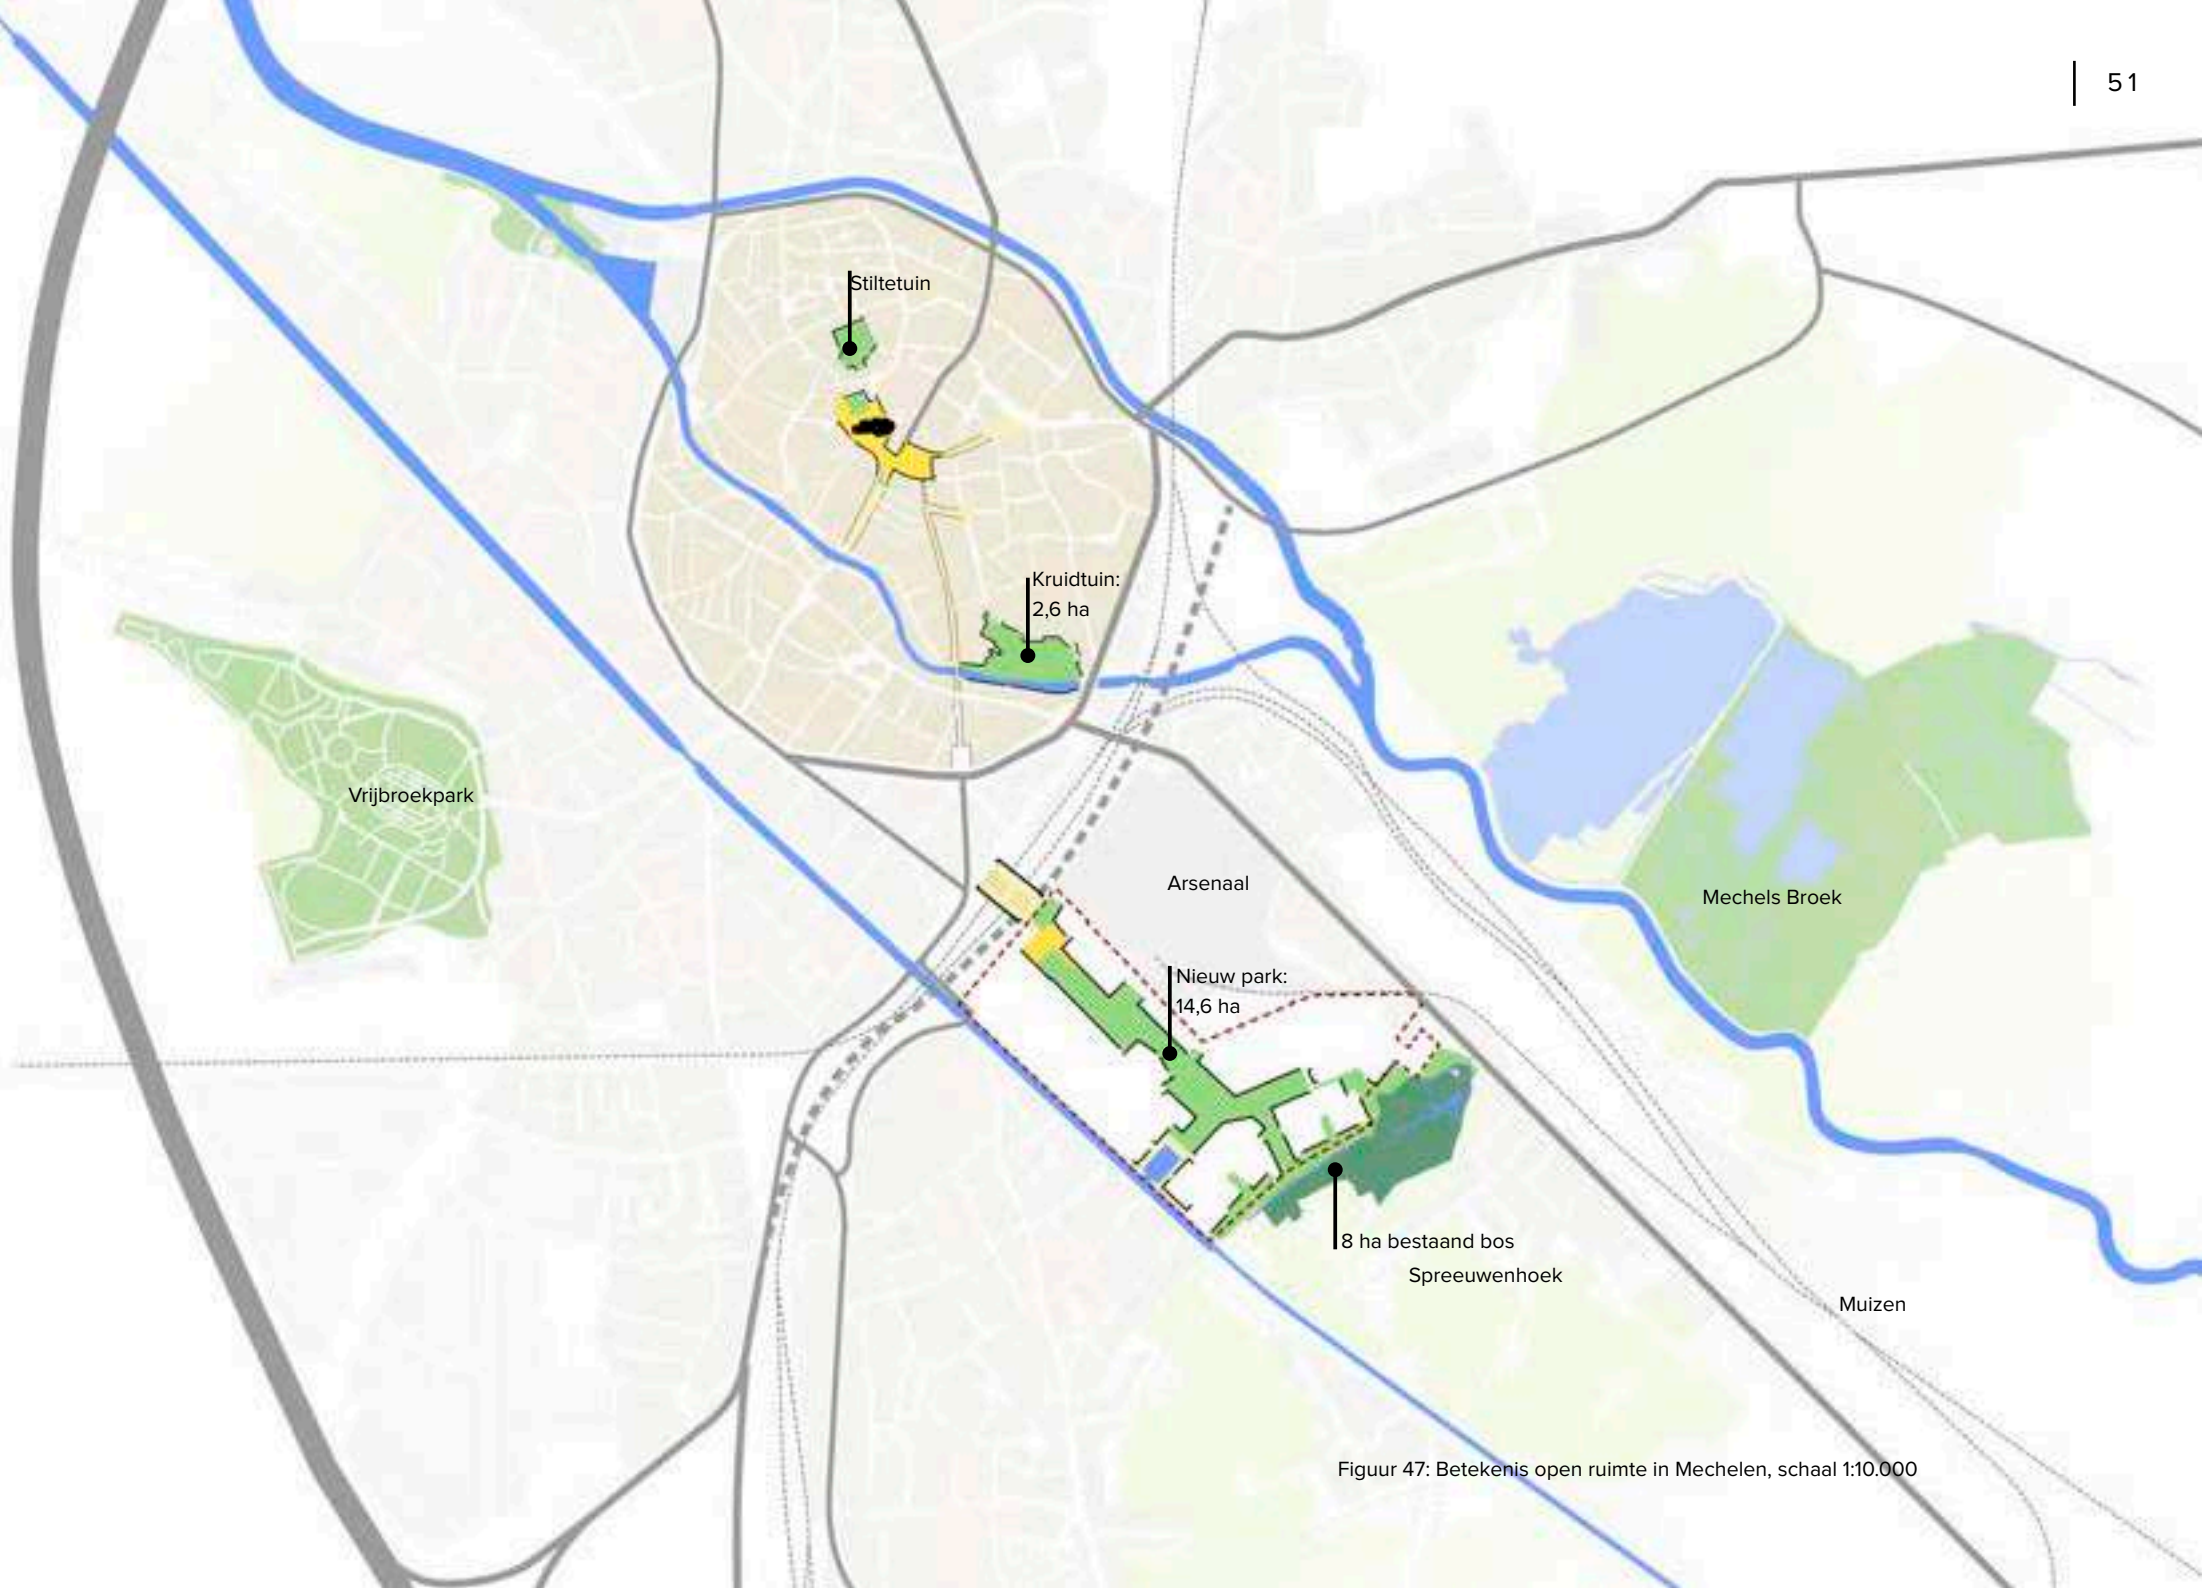 51
Stiltetuin
Kruidtuin:
2,6 ha
Vrijbroekpark
Arsenaal
Mechels Broek
Nieuw park:
14,6 ha
8 ha bestaand bos
Spreeuwenhoek
Muizen
Figuur 47: Betekenis open ruimte in Mechelen, schaal 1:10.000